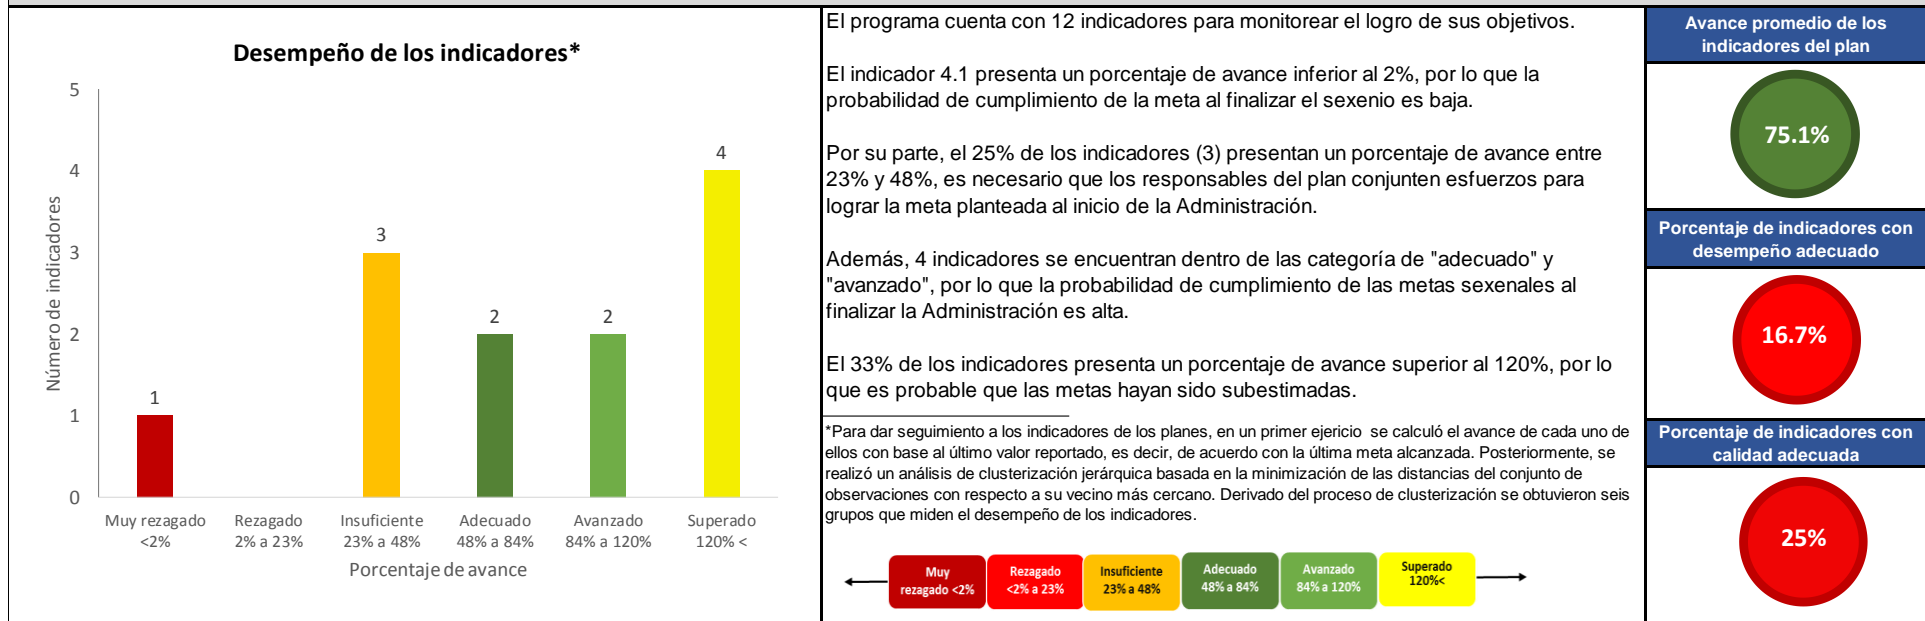 Desempeño de los indicadores*
Número de indicadores
5
4
3
2
1
0
1
3
2
2
4
Muy rezagado
<2%
Rezagado
2% a 23%
Insuficiente
23% a 48%
Adecuado
48% a 84%
Avanzado
84% a 120%
Superado
120% <
Porcentaje de avance
El programa cuenta con 12 indicadores para monitorear el logro de sus objetivos.
El indicador 4.1 presenta un porcentaje de avance inferior al 2%, por lo que la
probabilidad de cumplimiento de la meta al finalizar el sexenio es baja.
Por su parte, el 25% de los indicadores (3) presentan un porcentaje de avance entre
23% y 48%, es necesario que los responsables del plan conjunten esfuerzos para
lograr la meta planteada al inicio de la Administración.
Además, 4 indicadores se encuentran dentro de las categoría de "adecuado" y
"avanzado", por lo que la probabilidad de cumplimiento de las metas sexenales al
finalizar la Administración es alta.
El 33% de los indicadores presenta un porcentaje de avance superior al 120%, por lo
que es probable que las metas hayan sido subestimadas.
*Para dar seguimiento a los indicadores de los planes, en un primer ejericio se calculó el avance de cada uno de
ellos con base al último valor reportado, es decir, de acuerdo con la última meta alcanzada. Posteriormente, se
realizó un análisis de clusterización jerárquica basada en la minimización de las distancias del conjunto de
observaciones con respecto a su vecino más cercano. Derivado del proceso de clusterización se obtuvieron seis
grupos que miden el desempeño de los indicadores.
Muy
rezagado <2%
Rezagado
<2% a 23%
Insuficiente
23% a 48%
Adecuado
48% a 84%
Avanzado
84% a 120%
Superado
120%<
Avance promedio de los
indicadores del plan
75.1%
Porcentaje de indicadores con
desempeño adecuado
16.7%
Porcentaje de indicadores con
calidad adecuada
25%